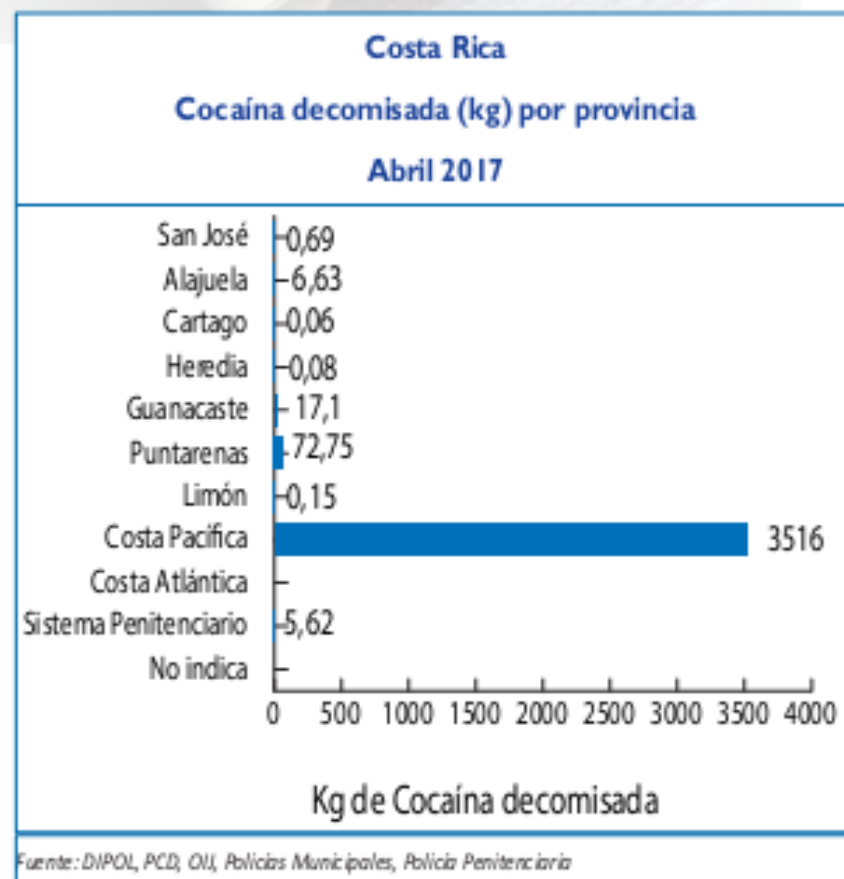 Costa Rica
Cocaína decomisada (kg) por provincia
Abril 2017
San José 0,69
Alajuela 6,63
Cartago 0,06
Heredia 0,08
Guanacaste 17,1
Puntarenas 72,75
Limón 0,15
Costa Pacífica 3516
Costa Atlántica
Sistema Penitenciario 5,62
No indica
0 500 1000 1500 2000 2500 3000 3500 4000
Kg de Cocaína decomisada
Fuente: DIPOL, PCD, OIJ, Policías Municipales, Policía Penitenciaria